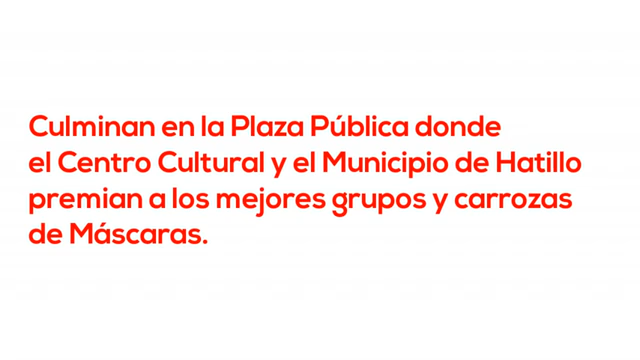 Culminan en la Plaza Pública donde
el Centro Cultural y el Municipio de Hatillo
premian a los mejores grupos y carrozas
de Máscaras.